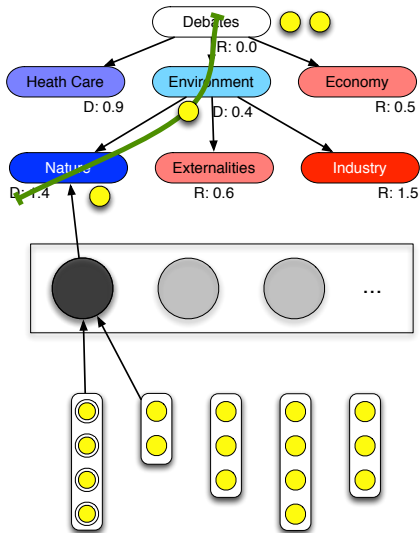 Debates
R: 0.0
Heath Care
Environment
Economy
D: 0.9
D: 0.4
R: 0.5
Nature
Externalities
Industry
D: 1.4
R: 0.6
R: 1.5
...